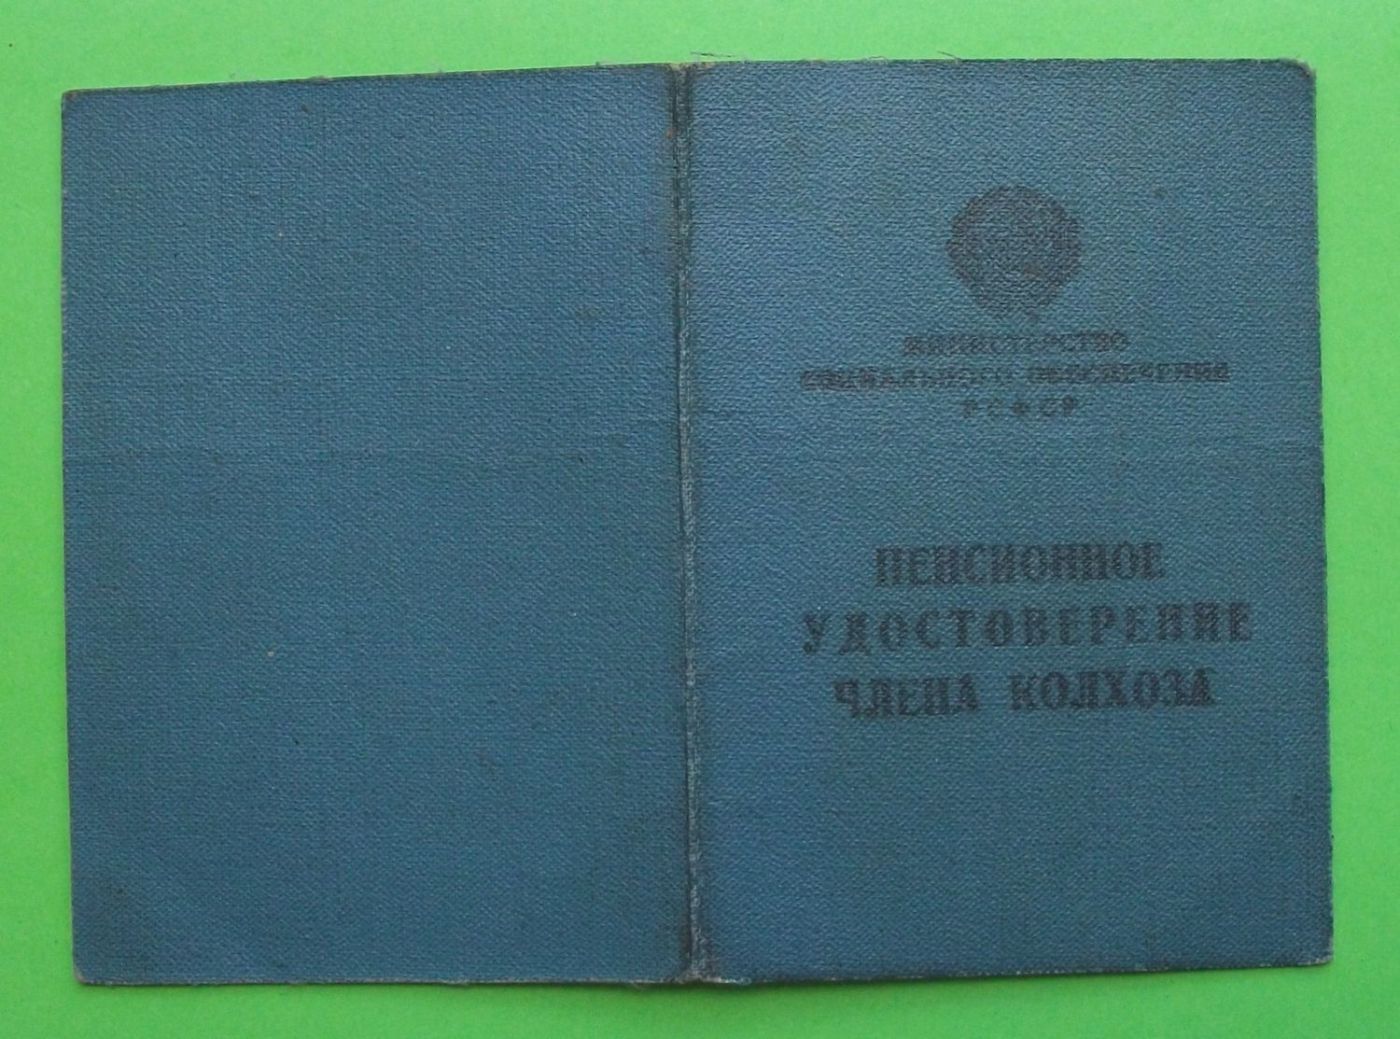 МИНИСТЕРСТВО
СОЦИАЛЬНОГО ОБЕСПЕЧЕНИЯ
РСФСР
ПЕНСИОННОЕ
УДОСТОВЕРЕНИЕ
ЧЛЕНА КОЛХОЗА